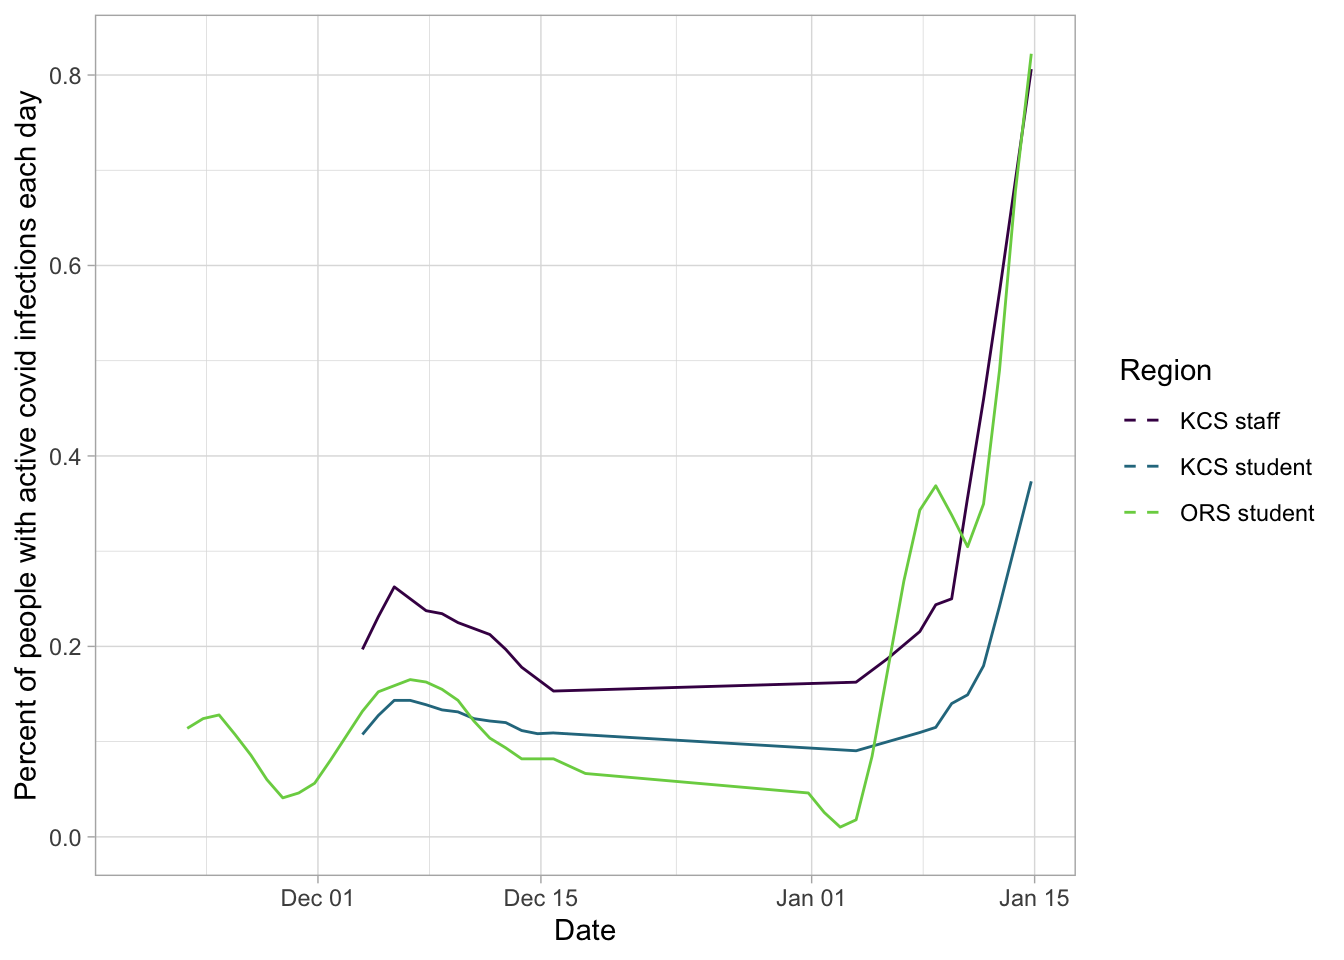 Percent of people with active covid infections each day
0.8
0.6
0.4
0.2
0.0
Dec 01
Dec 15
Jan 01
Jan 15
Date
Region
KCS staff
KCS student
ORS student